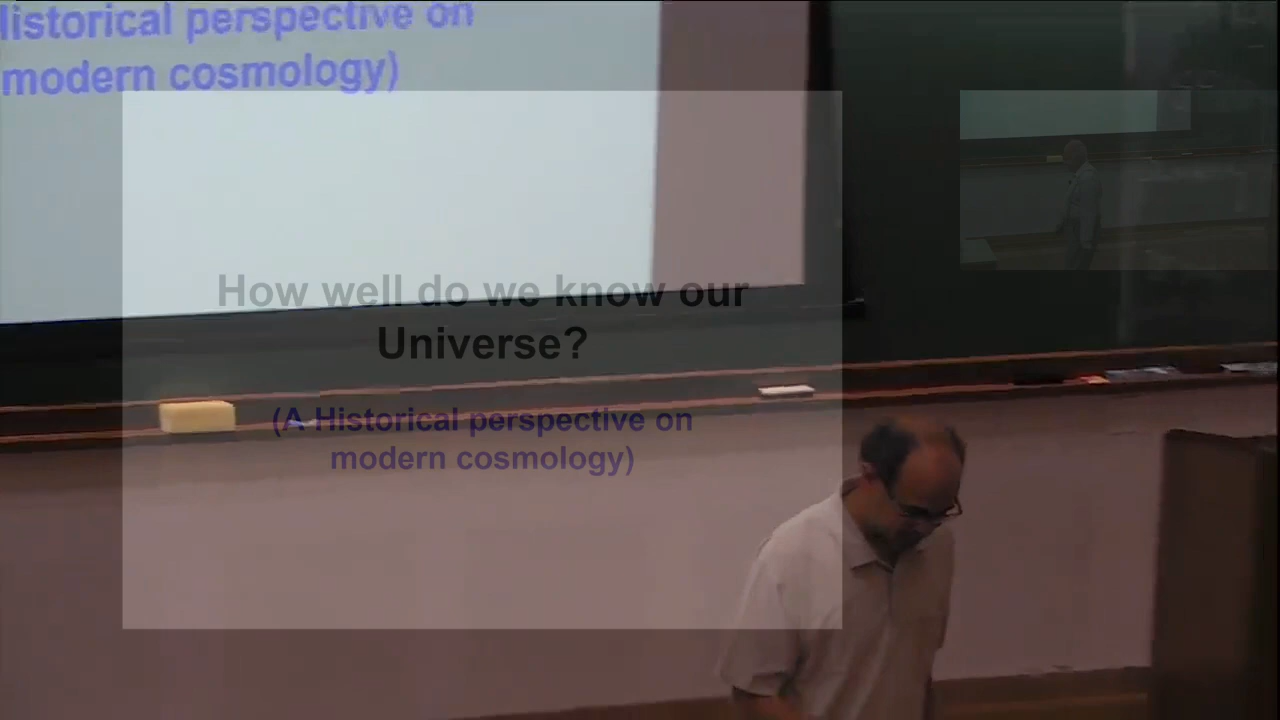 Historical perspective on
modern cosmology)
How well do we know our
Universe?
(A Historical perspective on
modern cosmology)